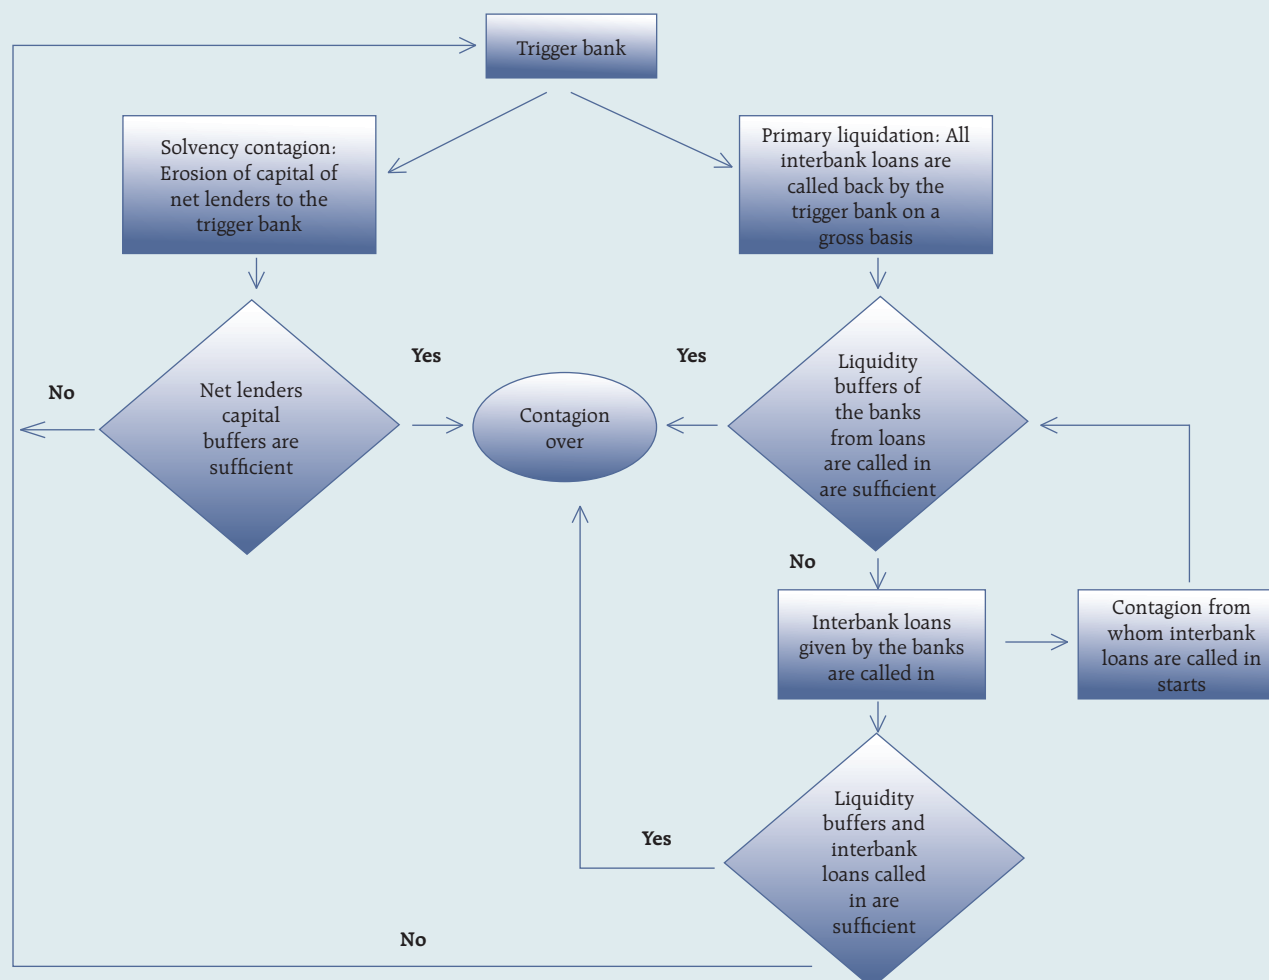 Trigger bank
Solvency contagion:
Erosion of capital of
net lenders to the
trigger bank
Primary liquidation: All
interbank loans are
called back by the
trigger bank on a
gross basis
No
Net lenders
capital
buffers are
sufficient
Yes
Contagion
over
Yes
Liquidity
buffers of
the banks
from loans
are called in
are sufficient
No
Interbank loans
given by the banks
are called in
Contagion from
whom interbank
loans are called in
starts
Yes
Liquidity
buffers and
interbank
loans called
in are
sufficient
No